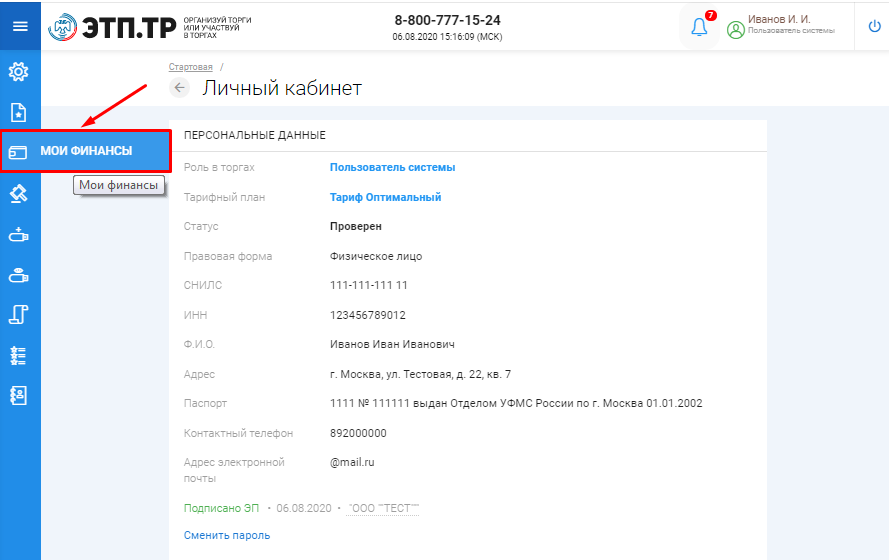 ЭТП.ТР
ОРГАНИЗУЙ ТОРГИ
ИЛИ УЧАСТВУЙ
В ТОРГАХ
8-800-777-15-24
06.08.2020 15:16:09 (МСК)
7
Иванов И. И.
Пользователь системы
Стартовая /
Личный кабинет
МОИ ФИНАНСЫ
Мои финансы
ПЕРСОНАЛЬНЫЕ ДАННЫЕ
Роль в торгах Пользователь системы
Тарифный план Тариф Оптимальный
Статус Проверен
Правовая форма Физическое лицо
СНИЛС 111-111-111 11
ИНН 123456789012
Ф.И.О. Иванов Иван Иванович
Адрес г. Москва, ул. Тестовая, д. 22, кв. 7
Паспорт 1111 № 111111 выдан Отделом УФМС России по г. Москва 01.01.2002
Контактный телефон 892000000
Адрес электронной @mail.ru
почты
Подписано ЭП • 06.08.2020 • "ООО ""ТЕСТ"""
Сменить пароль